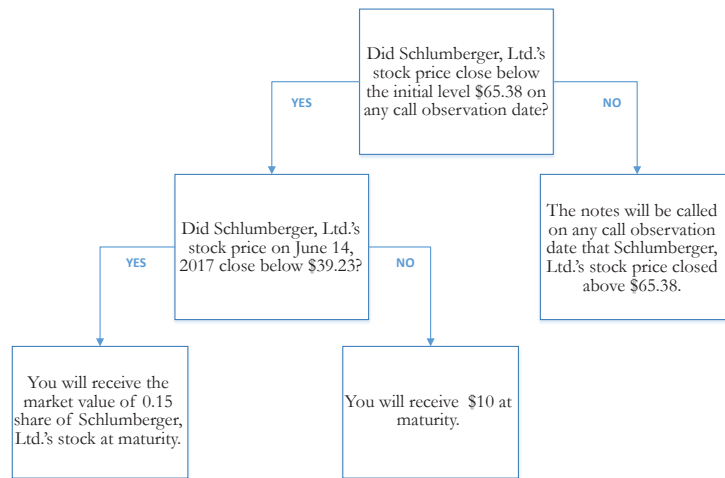 Did Schlumberger, Ltd.'s
stock price close below
the initial level $65.38 on
any call observation date?
YES
NO
Did Schlumberger, Ltd.'s
stock price on June 14,
2017 close below $39.23?
The notes will be called
on any call observation
date that Schlumberger,
Ltd.'s stock price closed
above $65.38.
YES
NO
You will receive the
market value of 0.15
share of Schlumberger,
Ltd.'s stock at maturity.
You will receive $10 at
maturity.